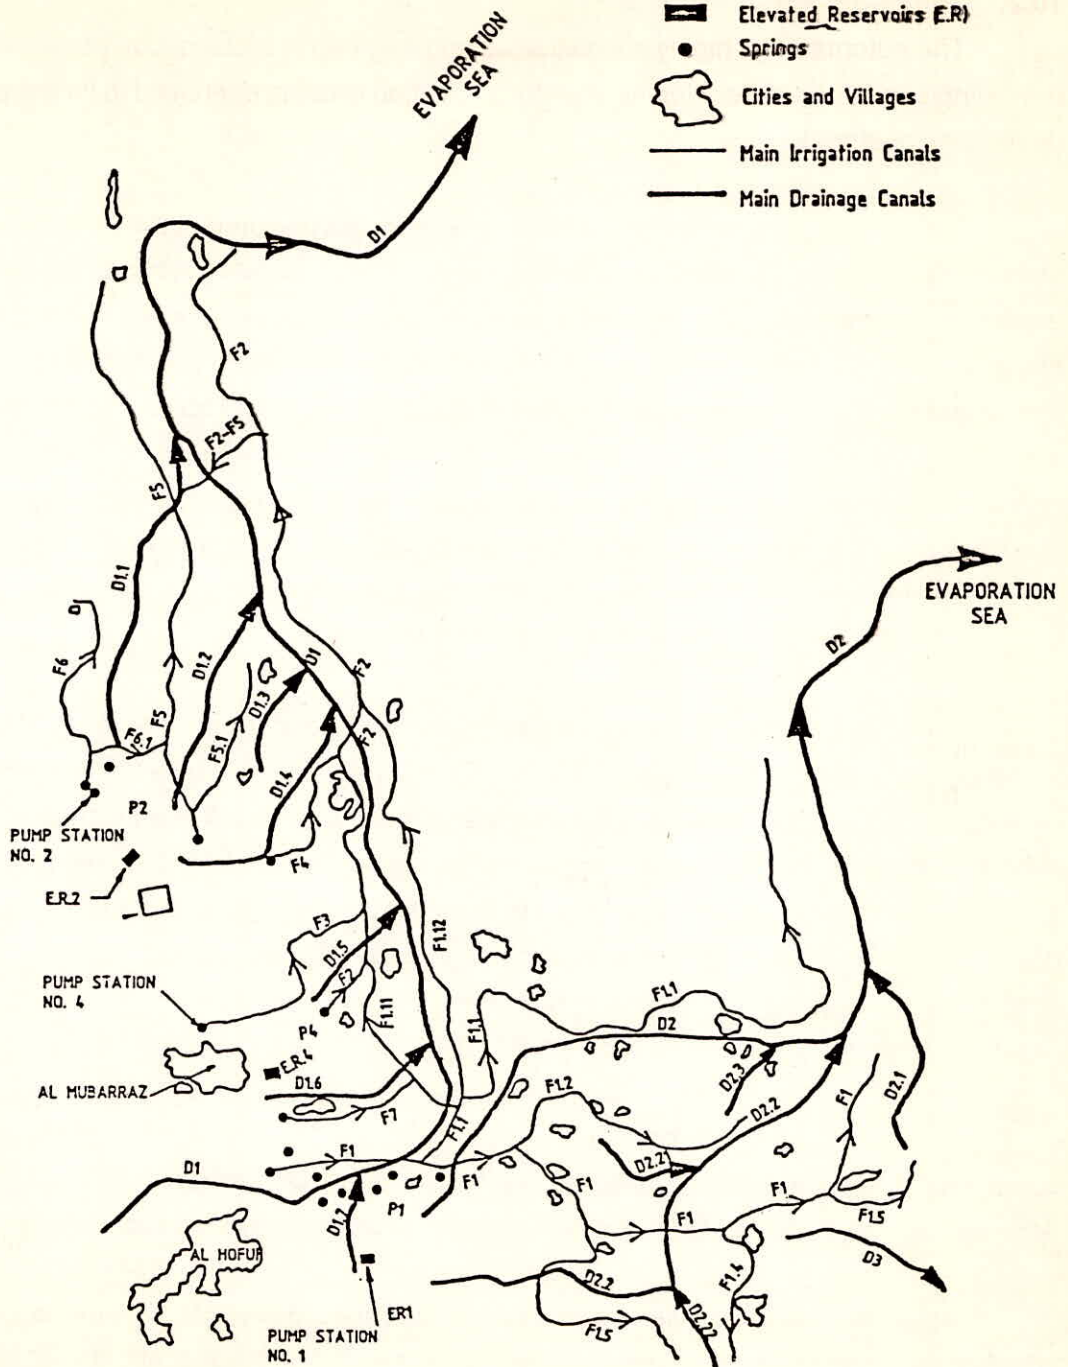 Elevated Reservoirs (E.R)
Springs
Cities and Villages
Main Irrigation Canals
Main Drainage Canals
EVAPORATION
SEA
D1
F2
F2-F5
F5
D1.1
D1.2
D1
F2
F6
F5
D1.3
F5.1
F6.1
F2
D1.4
P2
PUMP STATION
NO. 2
E.R.2
F4
F3
D1.5
F2
F1.12
PUMP STATION
NO. 4
P4
F1.11
E.R.4
AL MUBARRAZ
D1.6
F7
F1.1
F1.1
F1.1
D2
F1.2
D2.3
D2.2
F1
D2.1
D2
EVAPORATION
SEA
D1
F1
F1
D2.21
F1
P1
D1.7
F1
F1
F1.5
AL HOFUF
D2.2
F1.4
D3
ER1
F1.5
D2.22
PUMP STATION
NO. 1